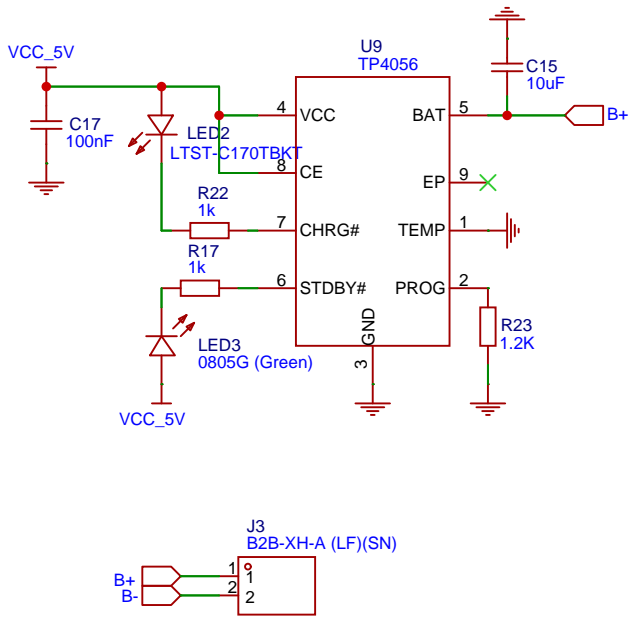 VCC_5V
C17
100nF
LED2
LTST-C170TBKT
R22
1k
R17
1k
LED3
0805G (Green)
VCC_5V
U9
TP4056
4
VCC
8
CE
7
CHRG#
6
STDBY#
GND
3
BAT
5
EP
9
TEMP
1
PROG
2
C15
10uF
B+
R23
1.2K
J3
B2B-XH-A (LF)(SN)
B+
1
1
B-
2
2